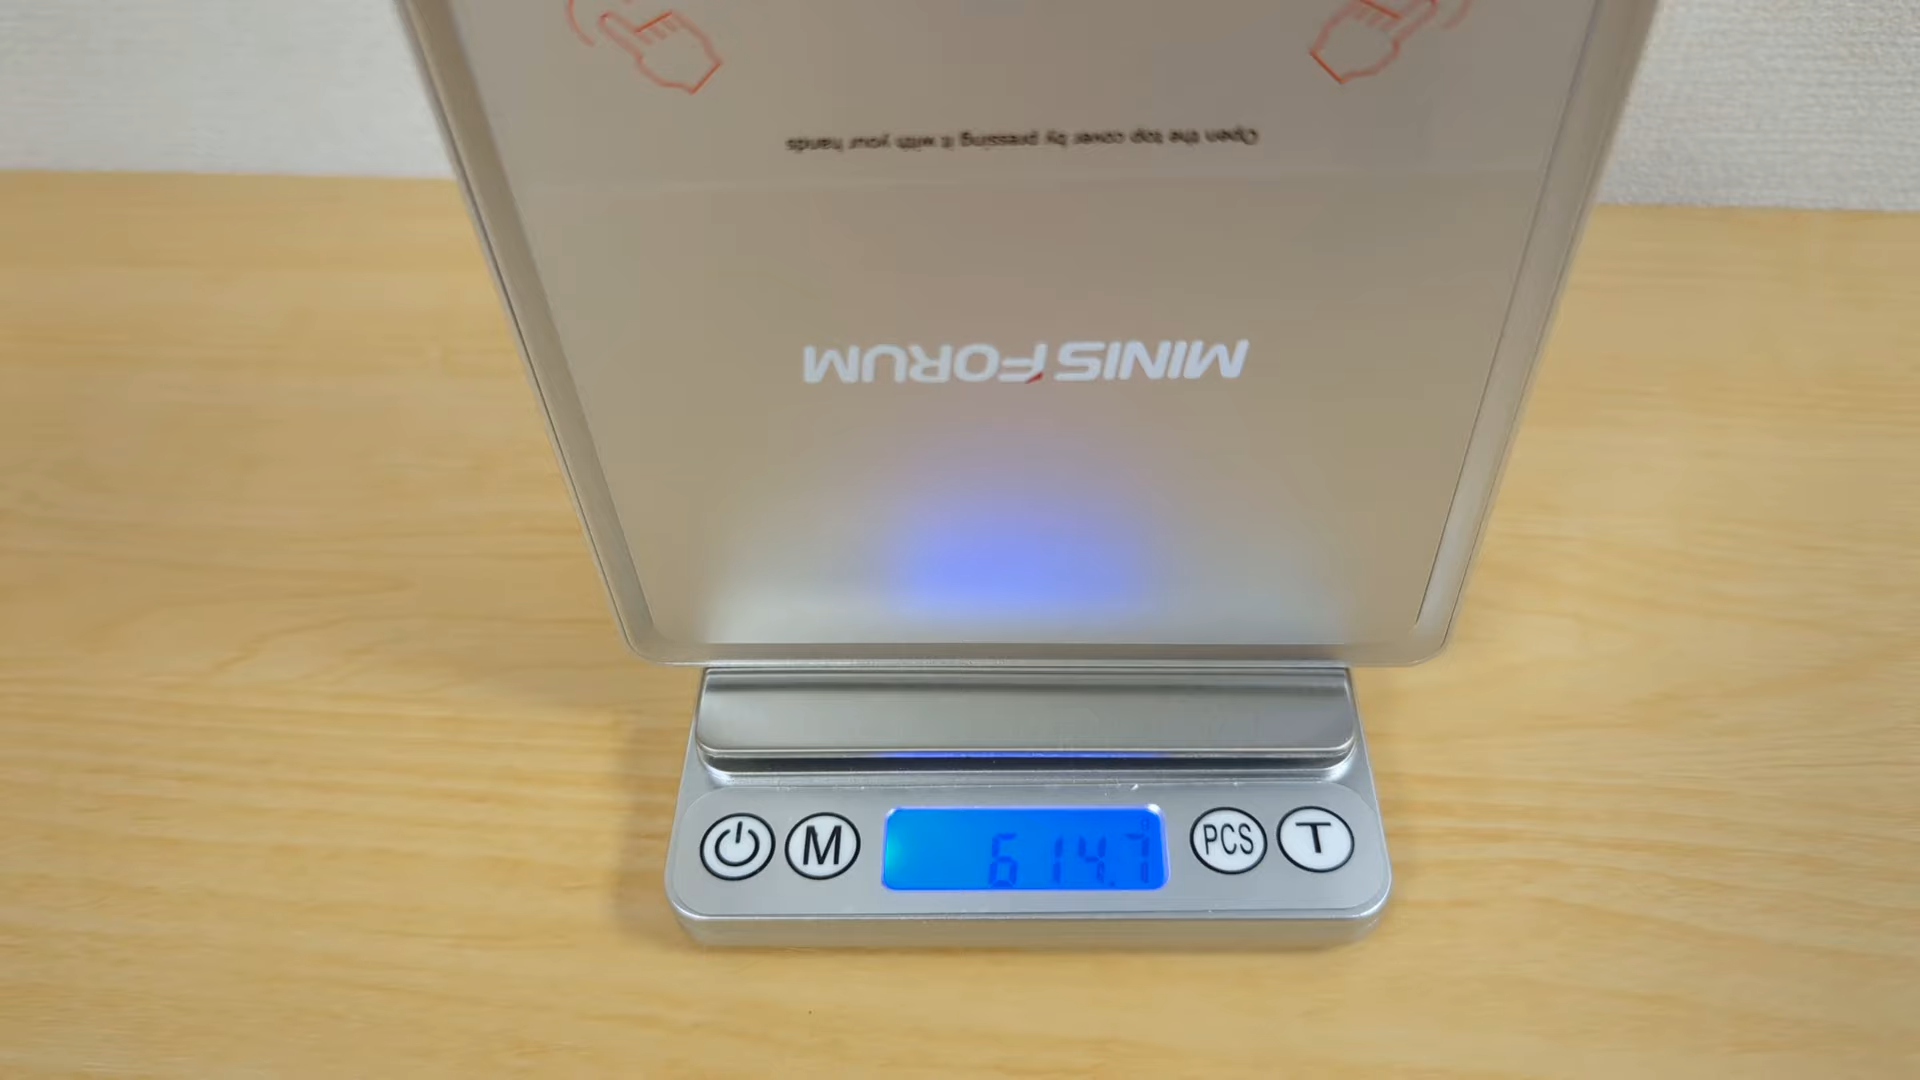 Open the top cover by pressing it with your hands
MINISFORUM
614.7
M
PCS
T